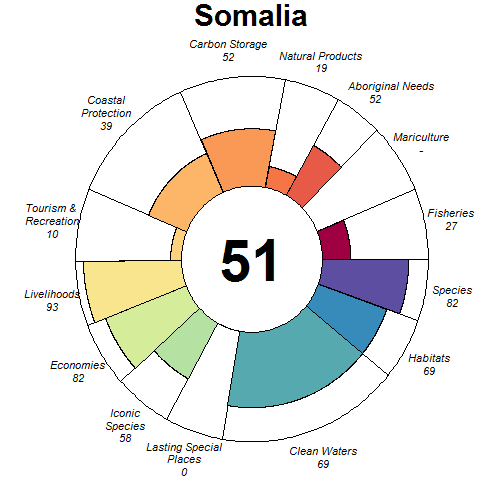 Somalia
Carbon Storage
52
Natural Products
19
Aboriginal Needs
52
Mariculture
-
Fisheries
27
Species
82
Habitats
69
Clean Waters
69
Lasting Special
Places
0
Iconic
Species
58
Economies
82
Livelihoods
93
Tourism &
Recreation
10
Coastal
Protection
39
51